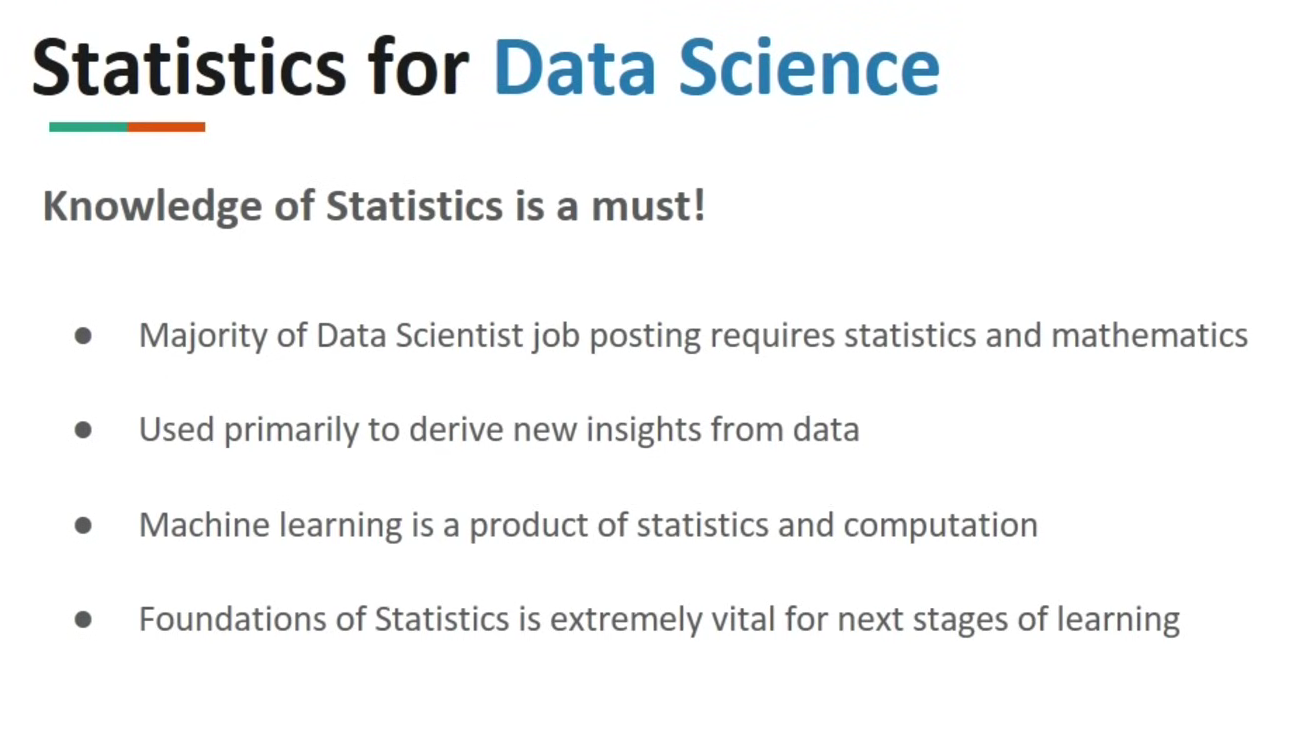 Statistics for Data Science
Knowledge of Statistics is a must!
● Majority of Data Scientist job posting requires statistics and mathematics
● Used primarily to derive new insights from data
● Machine learning is a product of statistics and computation
● Foundations of Statistics is extremely vital for next stages of learning